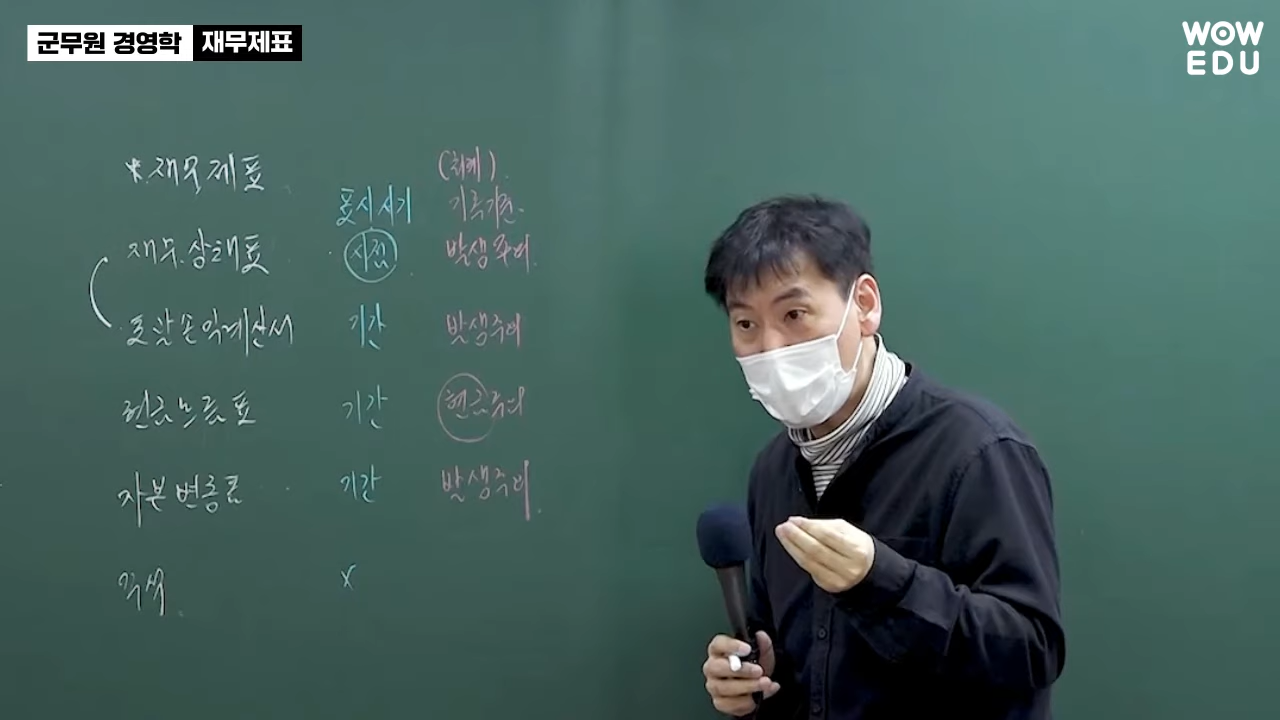 군무원 경영학 재무제표
WOW
EDU
*. 재무제표
(회계)
표시시기 기록기준
재무상태표 시점 발생주의
포괄손익계산서 기간 발생주의
현금흐름표 기간 현금주의
자본변동표 기간 발생주의
주석 x